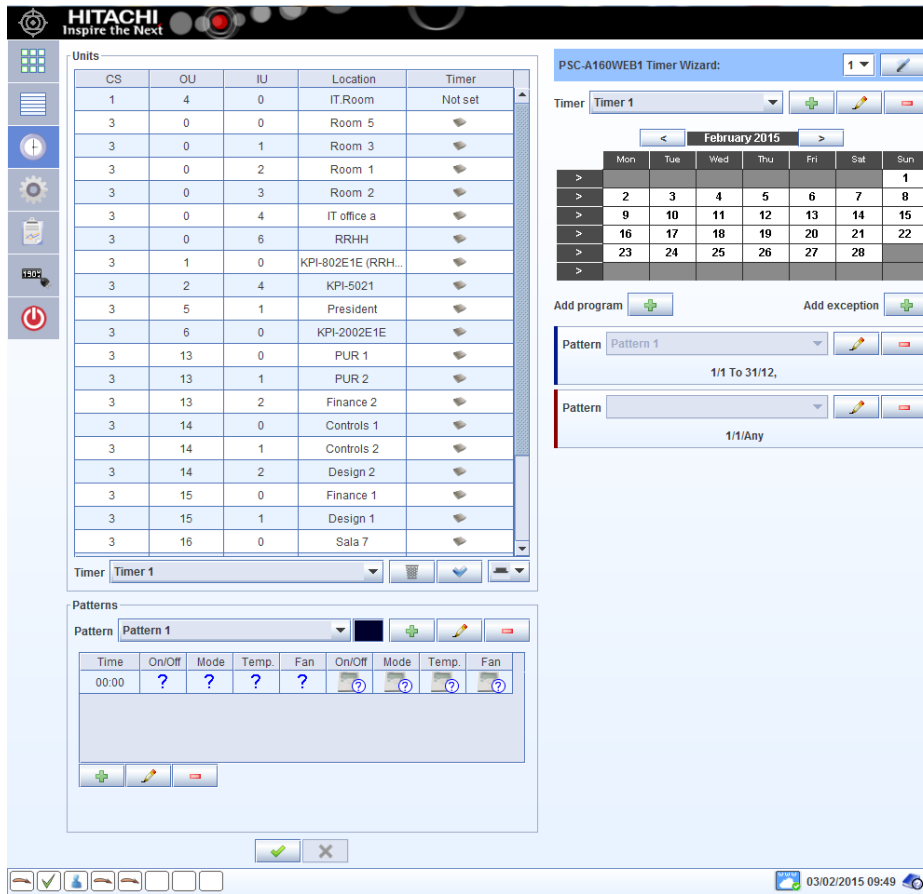 HITACHI
Inspire the Next
Units
CS OU IU Location Timer
1 4 0 IT.Room Not set
3 0 0 Room 5
3 0 1 Room 3
3 0 2 Room 1
3 0 3 Room 2
3 0 4 IT office a
3 0 6 RRHH
3 1 0 KPI-802E1E (RRH...
3 2 4 KPI-5021
3 5 1 President
3 6 0 KPI-2002E1E
3 13 0 PUR 1
3 13 1 PUR 2
3 13 2 Finance 2
3 14 0 Controls 1
3 14 1 Controls 2
3 14 2 Design 2
3 15 0 Finance 1
3 15 1 Design 1
3 16 0 Sala 7
Timer Timer 1
Patterns
Pattern Pattern 1
Time On/Off Mode Temp. Fan On/Off Mode Temp. Fan
00:00 ? ? ? ? ? ? ? ?
PSC-A160WEB1 Timer Wizard: 1
Timer Timer 1
< February 2015 >
Mon Tue Wed Thu Fri Sat Sun
> 1
> 2 3 4 5 6 7 8
> 9 10 11 12 13 14 15
> 16 17 18 19 20 21 22
> 23 24 25 26 27 28
>
Add program Add exception
Pattern Pattern 1
1/1 To 31/12,
Pattern
1/1/Any
03/02/2015 09:49